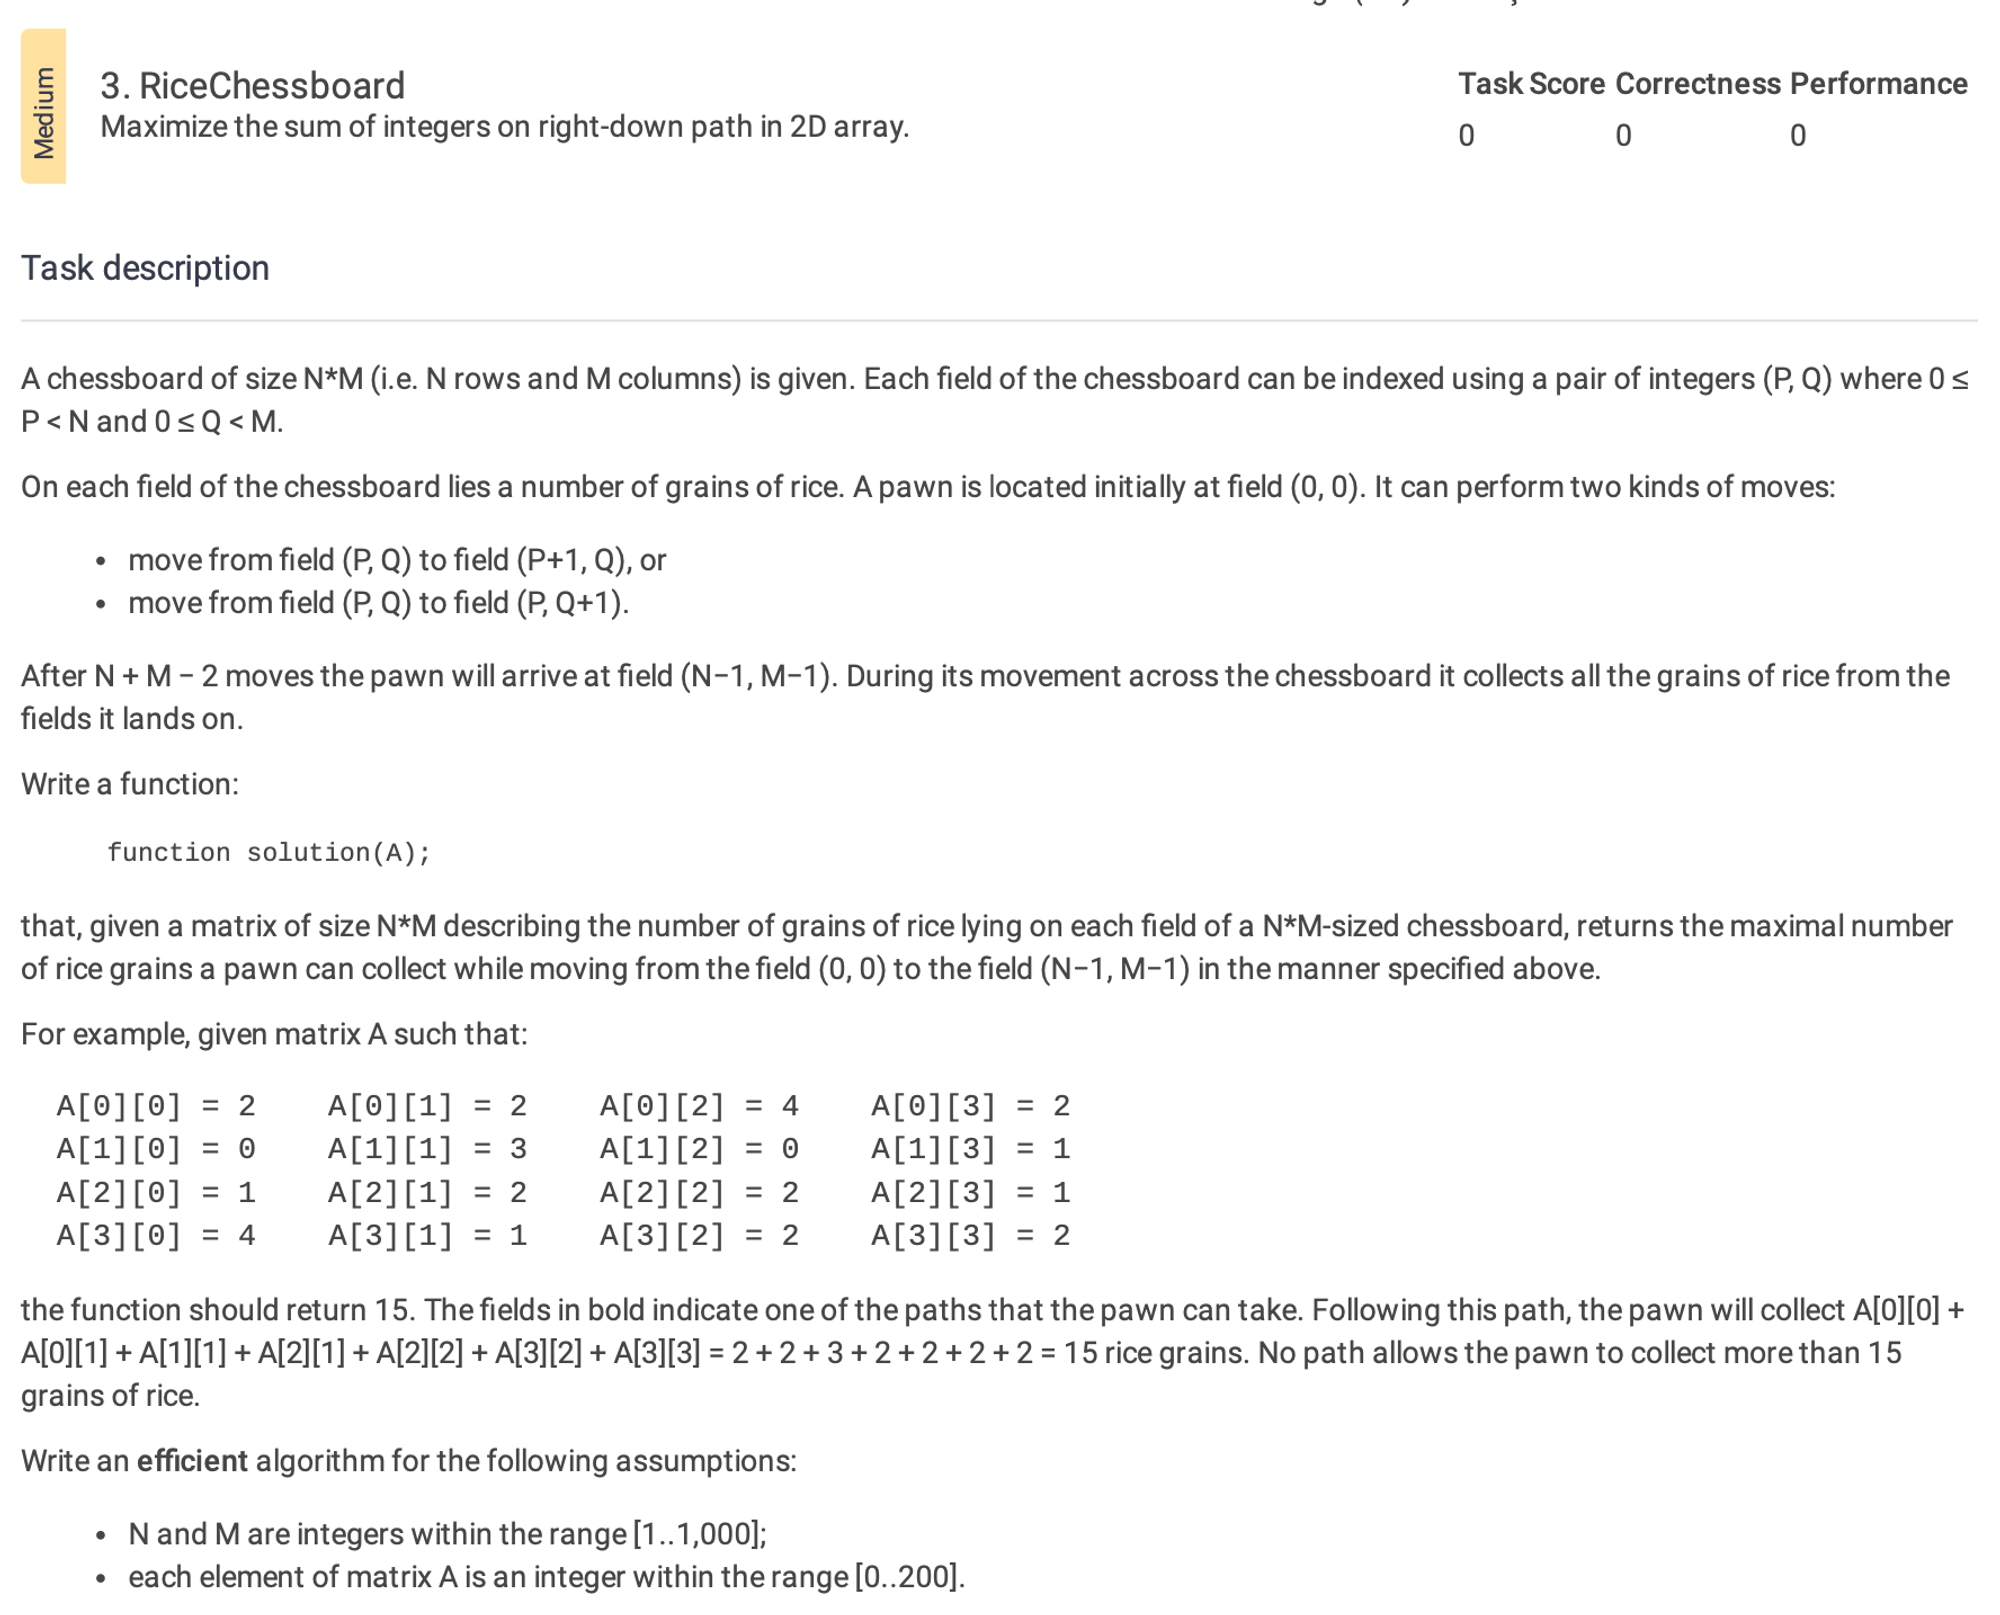 Medium
3. RiceChessboard
Maximize the sum of integers on right-down path in 2D array.
Task Score Correctness Performance
0 0 0
Task description
A chessboard of size N*M (i.e. N rows and M columns) is given. Each field of the chessboard can be indexed using a pair of integers (P, Q) where 0 ≤
P < N and 0 ≤ Q < M.
On each field of the chessboard lies a number of grains of rice. A pawn is located initially at field (0, 0). It can perform two kinds of moves:
• move from field (P, Q) to field (P+1, Q), or
• move from field (P, Q) to field (P, Q+1).
After N + M − 2 moves the pawn will arrive at field (N−1, M−1). During its movement across the chessboard it collects all the grains of rice from the
fields it lands on.
Write a function:
function solution(A);
that, given a matrix of size N*M describing the number of grains of rice lying on each field of a N*M-sized chessboard, returns the maximal number
of rice grains a pawn can collect while moving from the field (0, 0) to the field (N−1, M−1) in the manner specified above.
For example, given matrix A such that:
A[0][0] = 2 A[0][1] = 2 A[0][2] = 4 A[0][3] = 2
A[1][0] = 0 A[1][1] = 3 A[1][2] = 0 A[1][3] = 1
A[2][0] = 1 A[2][1] = 2 A[2][2] = 2 A[2][3] = 1
A[3][0] = 4 A[3][1] = 1 A[3][2] = 2 A[3][3] = 2
the function should return 15. The fields in bold indicate one of the paths that the pawn can take. Following this path, the pawn will collect A[0][0] +
A[0][1] + A[1][1] + A[2][1] + A[2][2] + A[3][2] + A[3][3] = 2 + 2 + 3 + 2 + 2 + 2 + 2 = 15 rice grains. No path allows the pawn to collect more than 15
grains of rice.
Write an efficient algorithm for the following assumptions:
• N and M are integers within the range [1..1,000];
• each element of matrix A is an integer within the range [0..200].